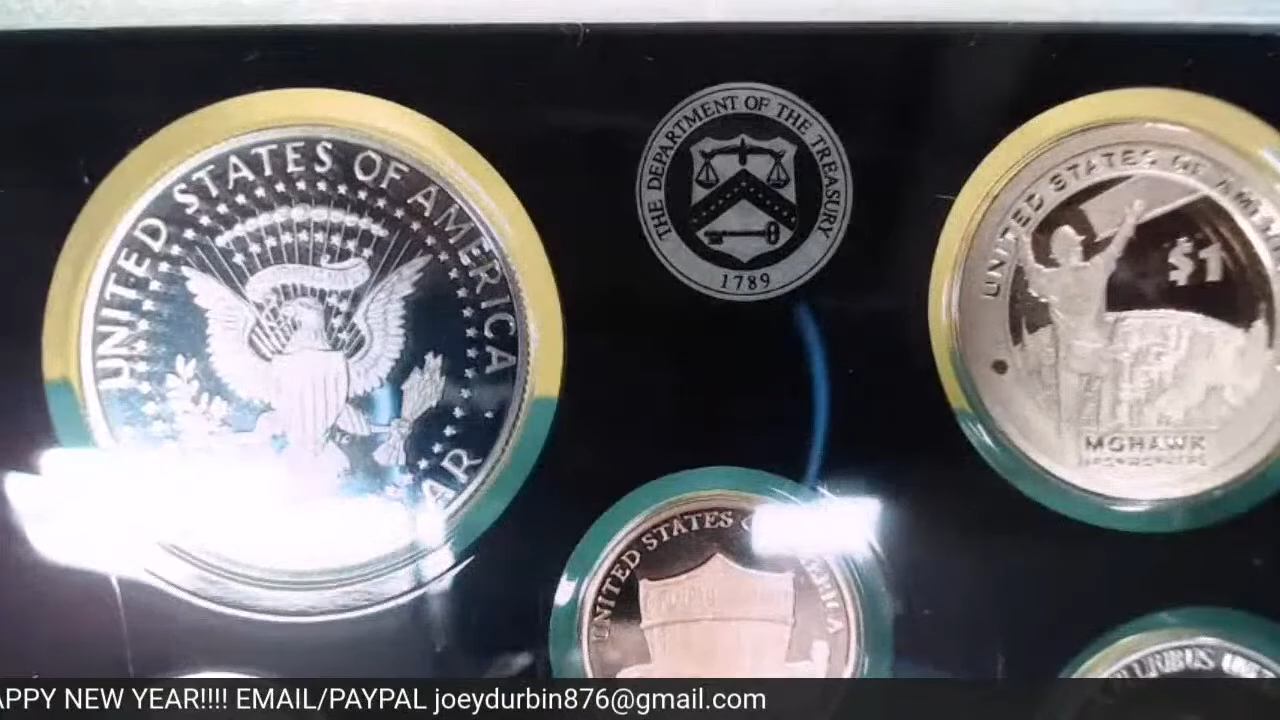 UNITED STATES OF AMERICA
THE DEPARTMENT OF THE TREASURY
1789
UNITED STATES OF
$1
MOHAWK
IRONWORKERS
UNITED STATES
APPY NEW YEAR!!!! EMAIL/PAYPAL joeydurbin876@gmail.com